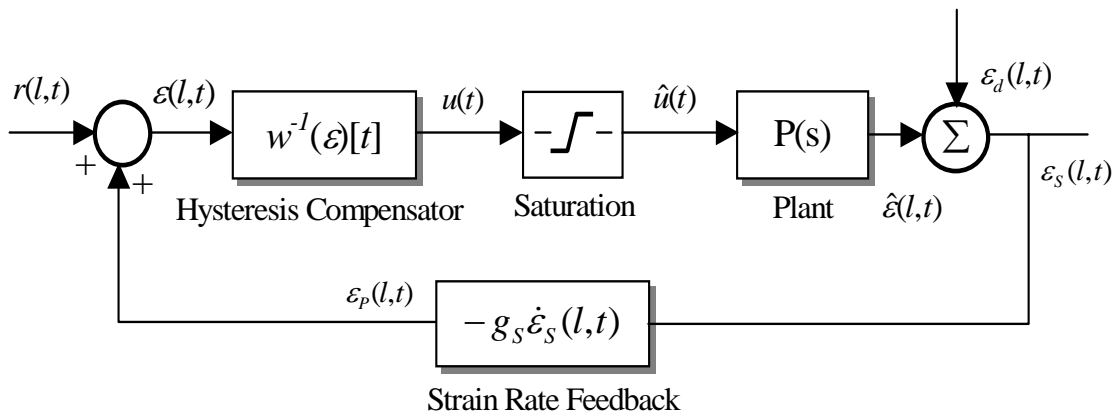 r(l,t)
+
ε(l,t)
w⁻¹(ε)[t]
Hysteresis Compensator
u(t)
Saturation
û(t)
P(s)
Plant
ε̂(l,t)
ε_d(l,t)
Σ
ε_S(l,t)
+
ε_P(l,t)
− g_S ε̇_S(l,t)
Strain Rate Feedback